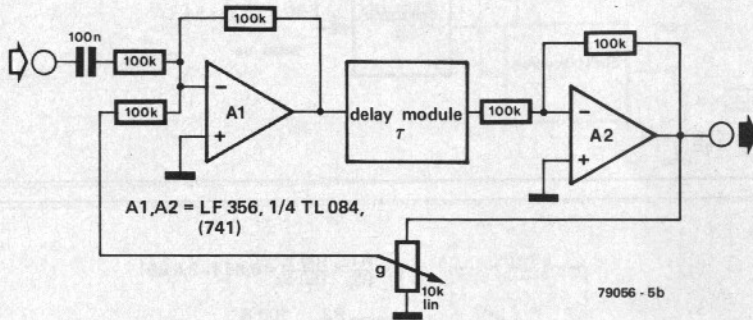 100n
100k
100k
100k
A1
−
+
delay module
τ
100k
100k
A2
−
+
A1,A2 = LF 356, 1/4 TL 084,
(741)
g
10k
lin
79056 - 5b